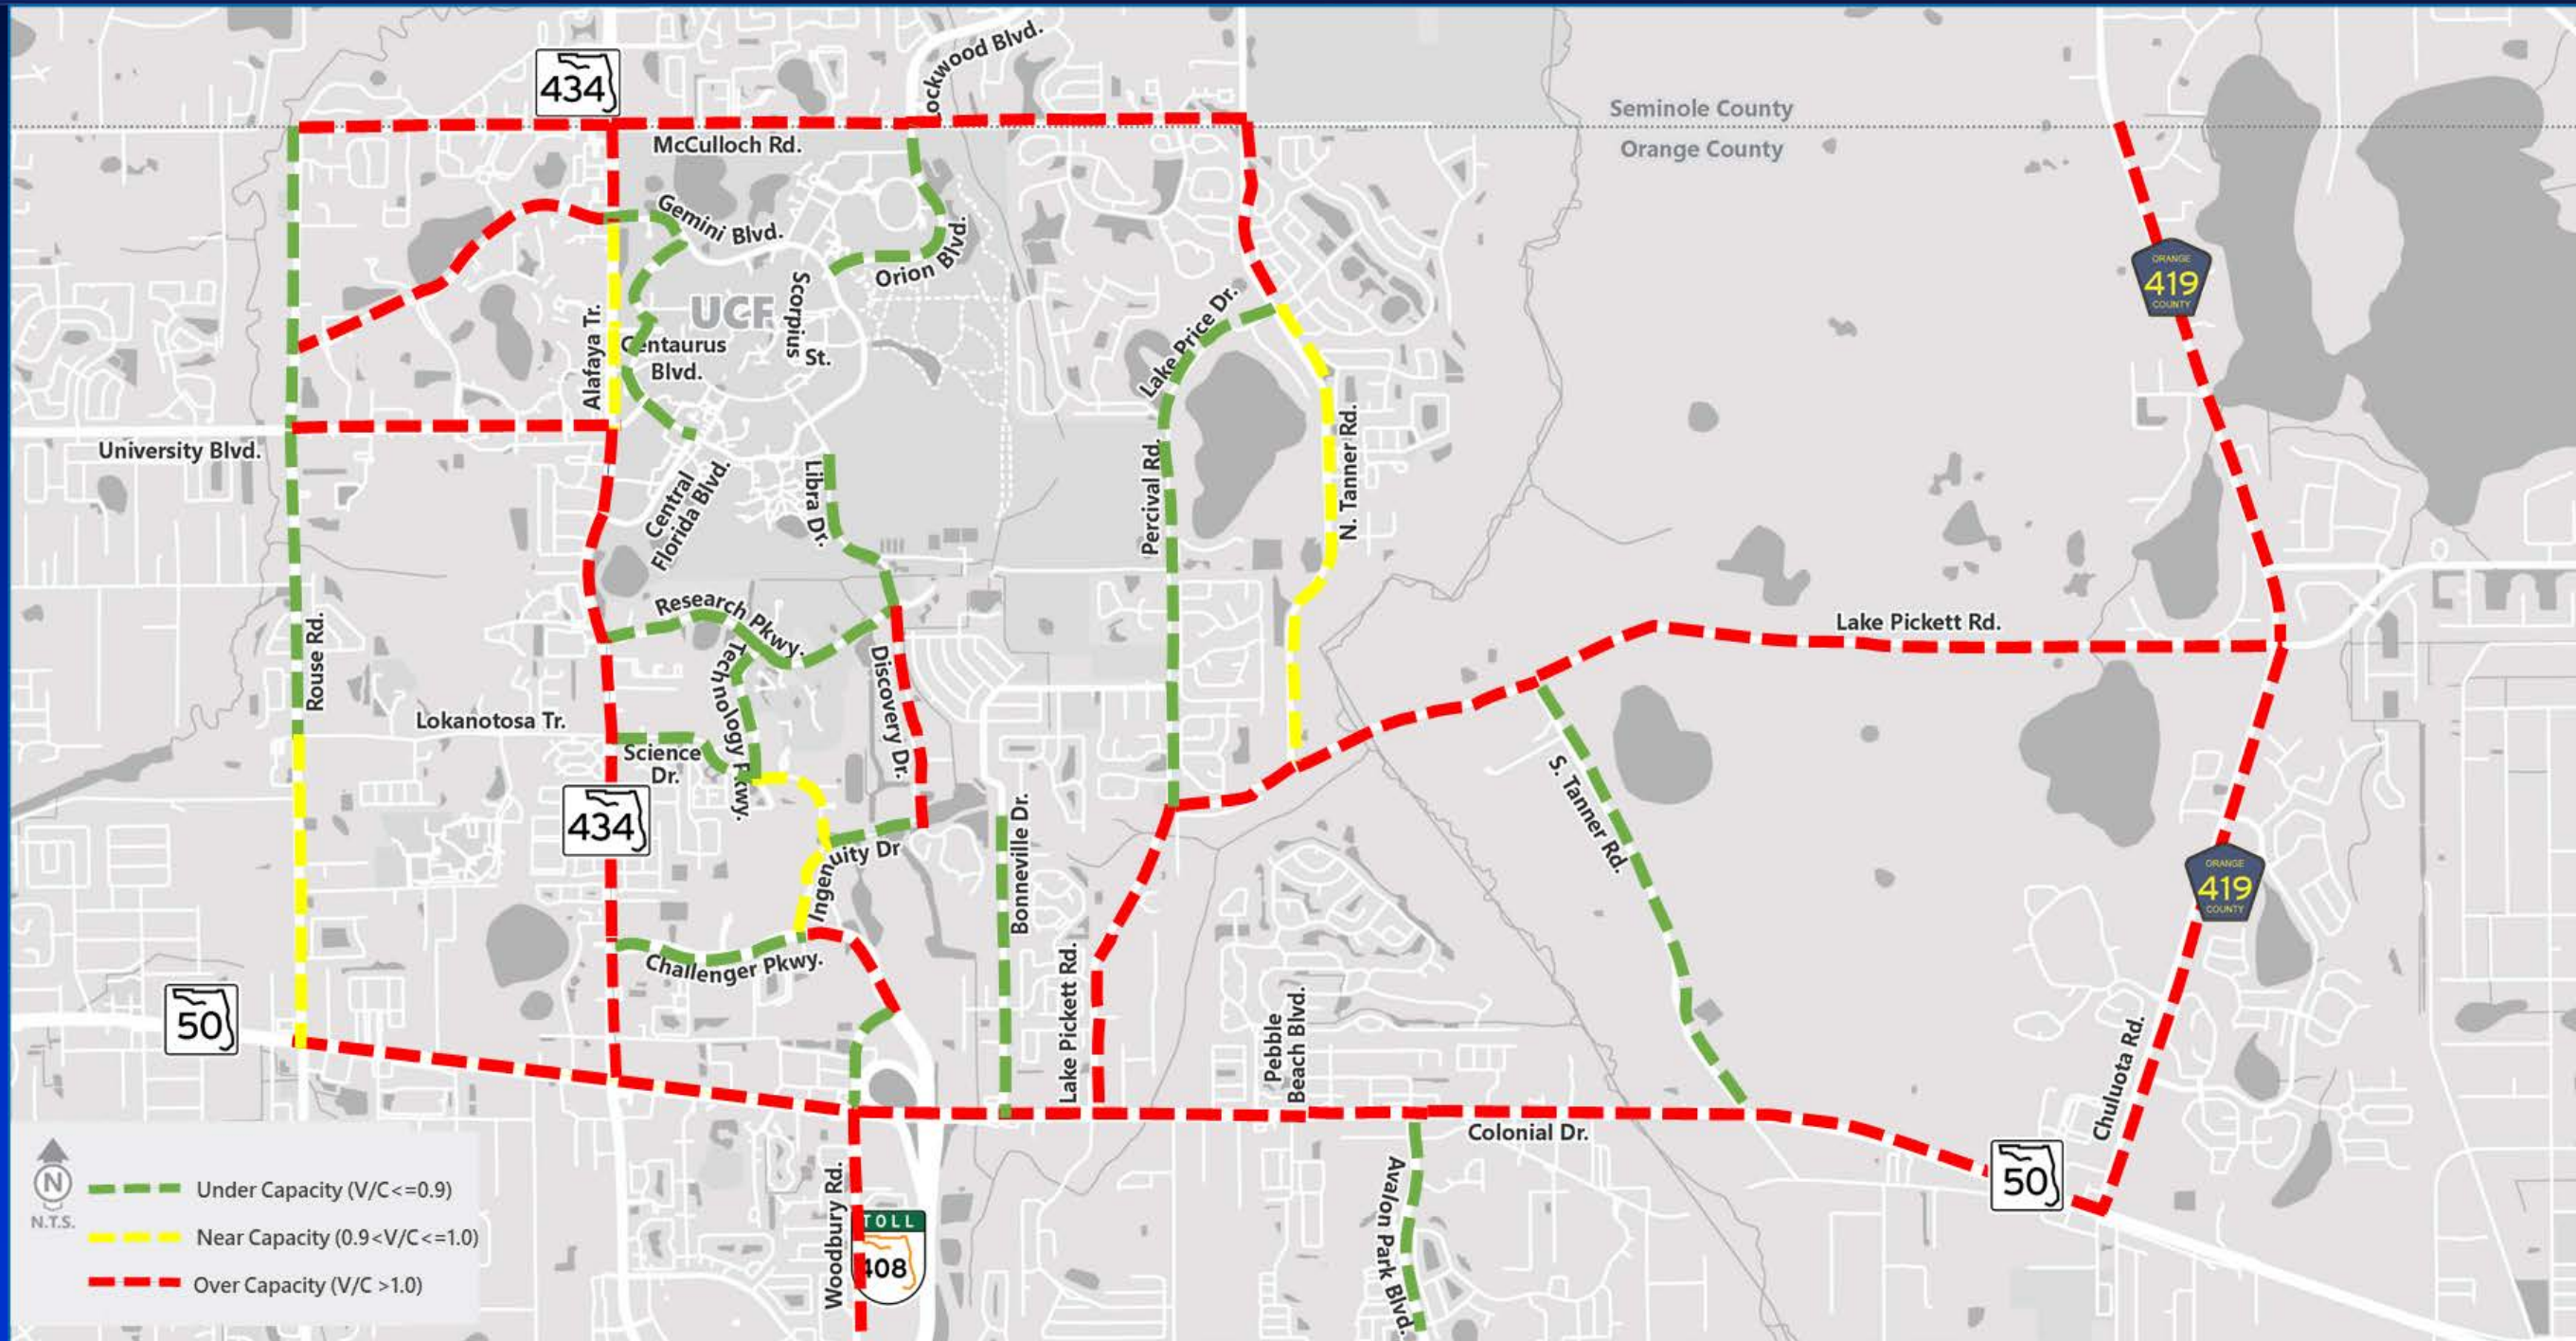 Lockwood Blvd.
434
Seminole County
Orange County
McCulloch Rd.
Gemini Blvd.
Orion Blvd.
ORANGE
419
COUNTY
UCF
Scorpius
St.
Alafaya Tr.
Centaurus
Blvd.
Lake Price Dr.
University Blvd.
Central
Florida Blvd.
Libra Dr.
Percival Rd.
N. Tanner Rd.
Rouse Rd.
Research Pkwy.
Lake Pickett Rd.
Technology Pkwy.
Discovery Dr.
Lokanotosa Tr.
Science
Dr.
434
S. Tanner Rd.
Ingenuity Dr
Bonneville Dr.
ORANGE
419
COUNTY
Challenger Pkwy.
Lake Pickett Rd.
Pebble
Beach Blvd.
50
Chuluota Rd.
Colonial Dr.
50
Woodbury Rd.
TOLL
408
Avalon Park Blvd.
N
N.T.S.
Under Capacity (V/C<=0.9)
Near Capacity (0.9<V/C<=1.0)
Over Capacity (V/C >1.0)